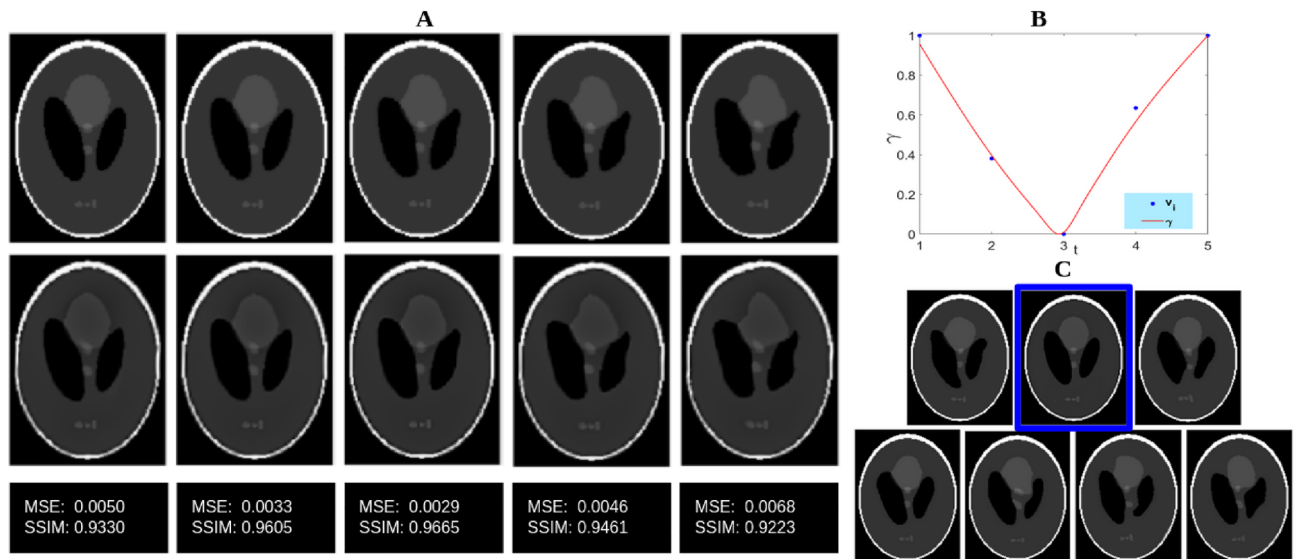 A
MSE: 0.0050
SSIM: 0.9330
MSE: 0.0033
SSIM: 0.9605
MSE: 0.0029
SSIM: 0.9665
MSE: 0.0046
SSIM: 0.9461
MSE: 0.0068
SSIM: 0.9223
B
1
0.8
0.6
0.4
0.2
0
γ
1
2
3
4
5
t
v_i
γ
C